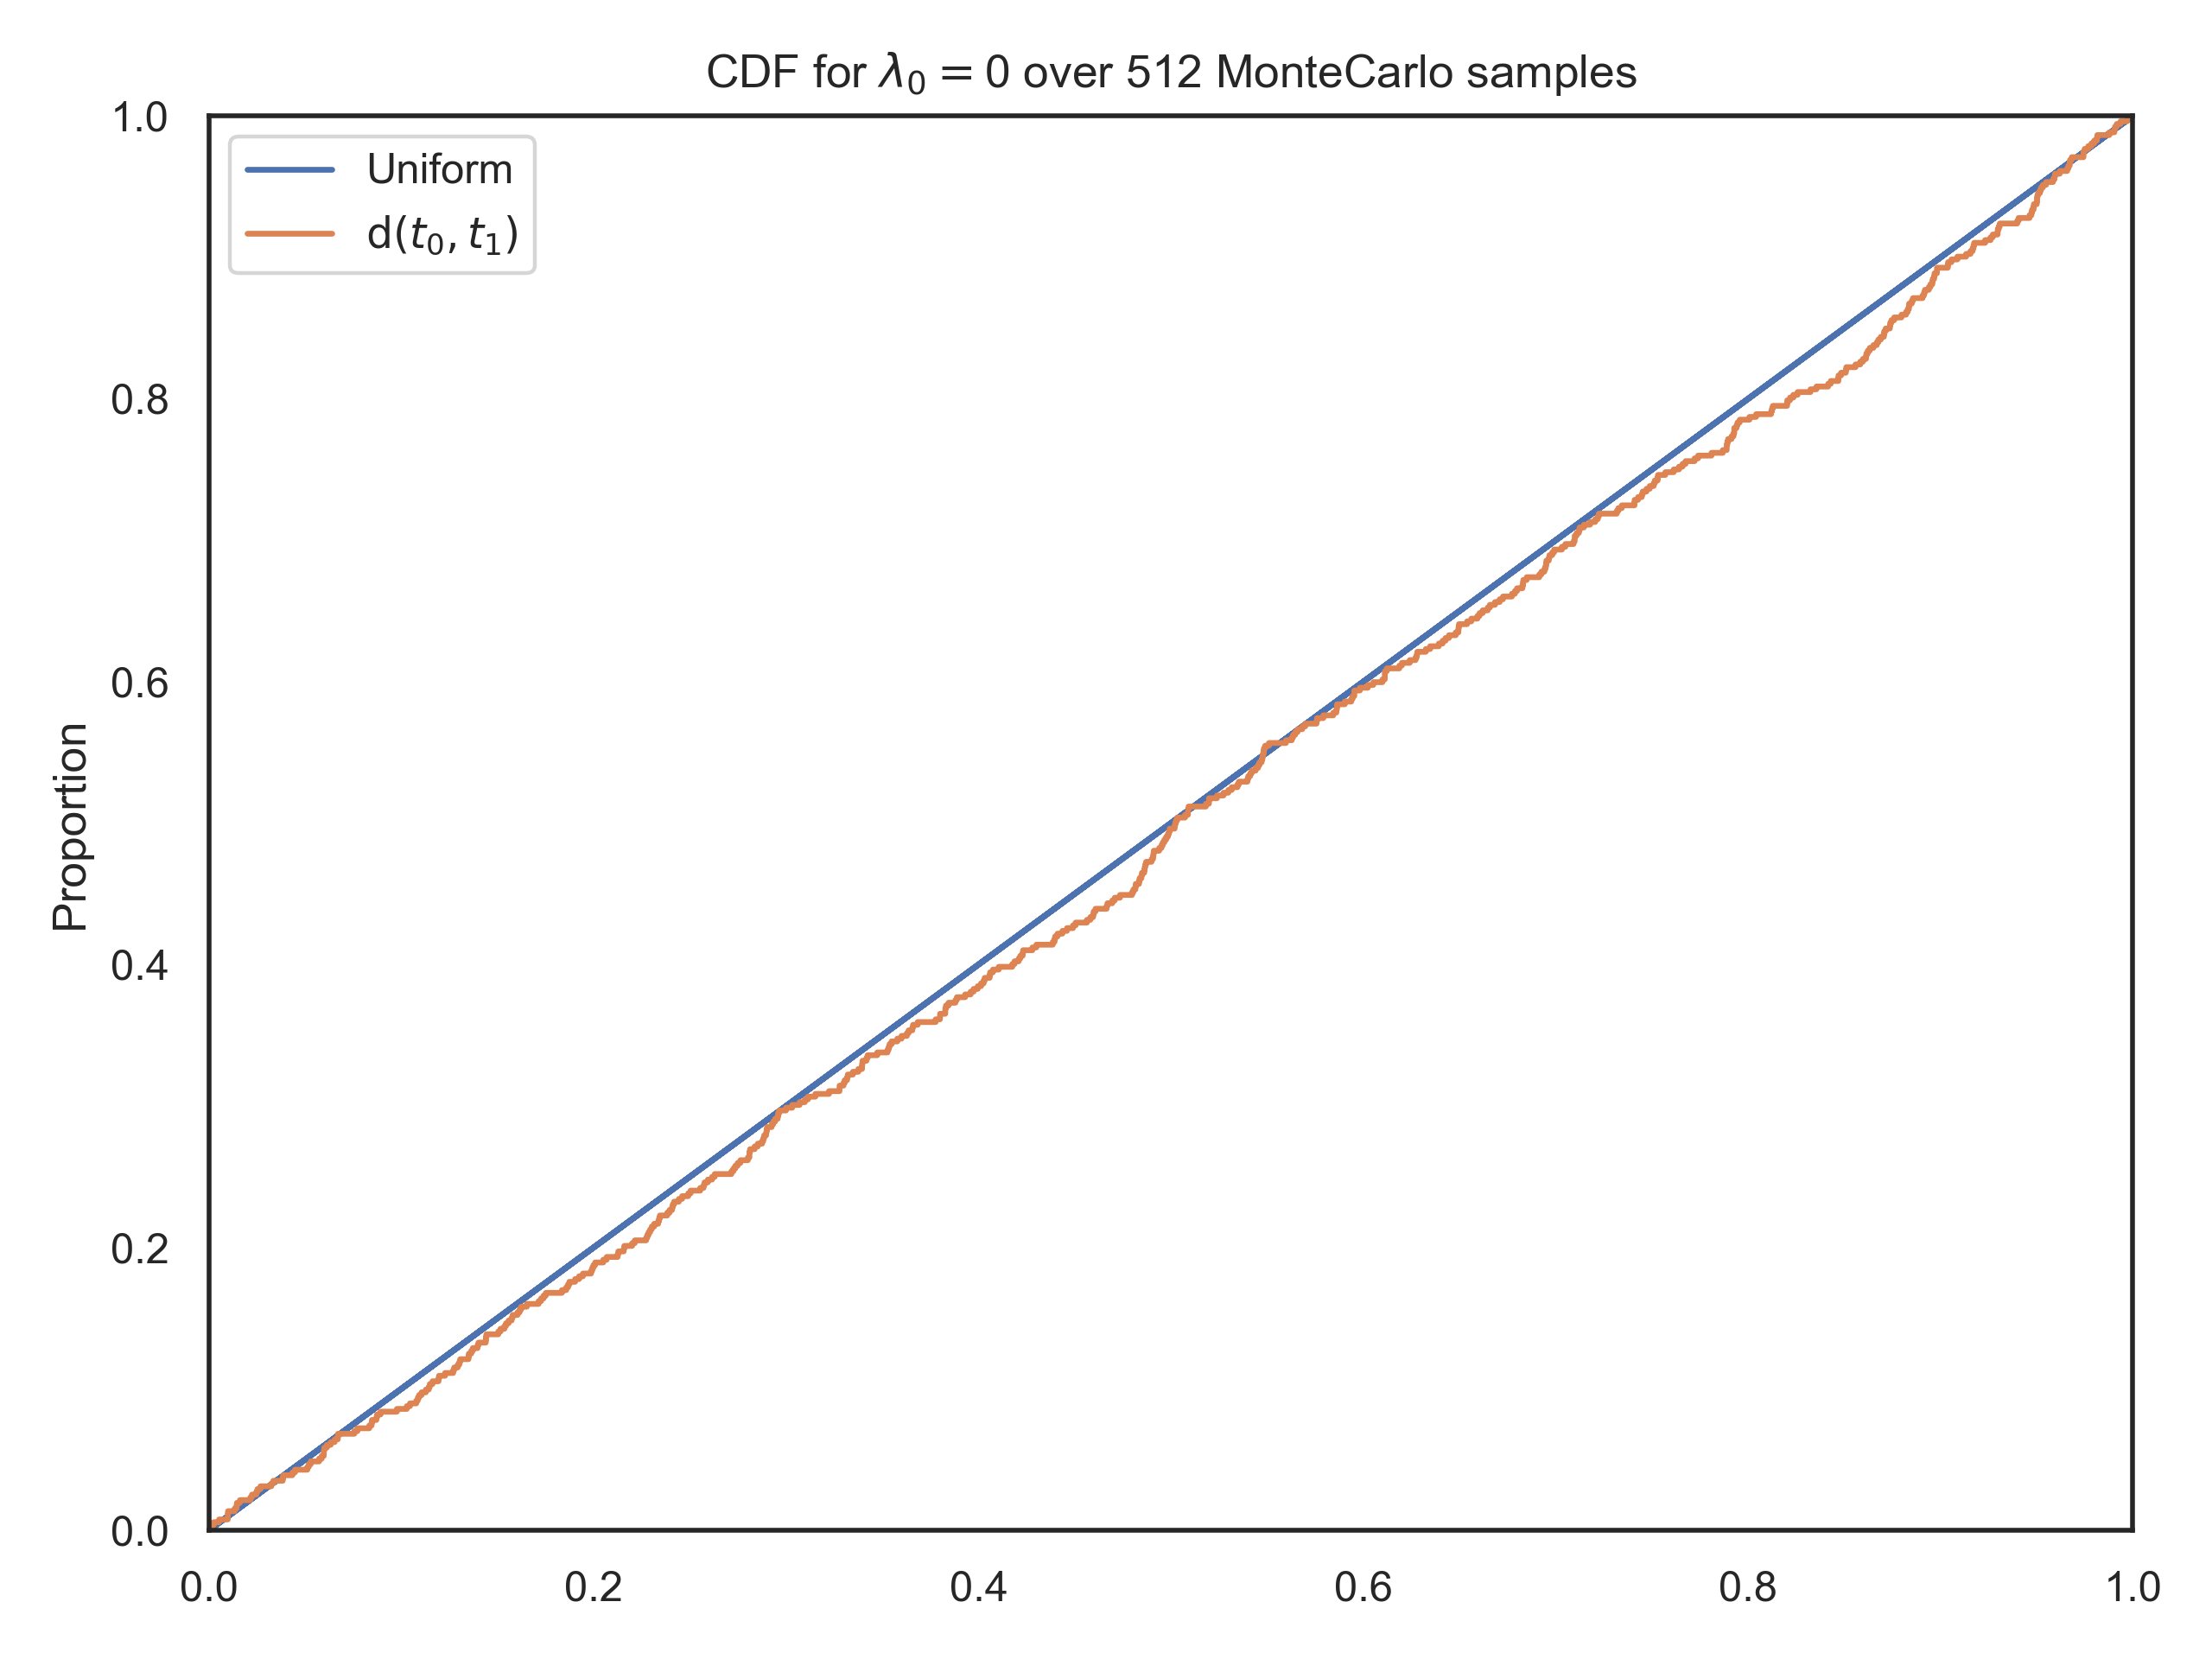 CDF for λ₀ = 0 over 512 MonteCarlo samples
Uniform
d(t₀, t₁)
Proportion
1.0
0.8
0.6
0.4
0.2
0.0
0.0 0.2 0.4 0.6 0.8 1.0